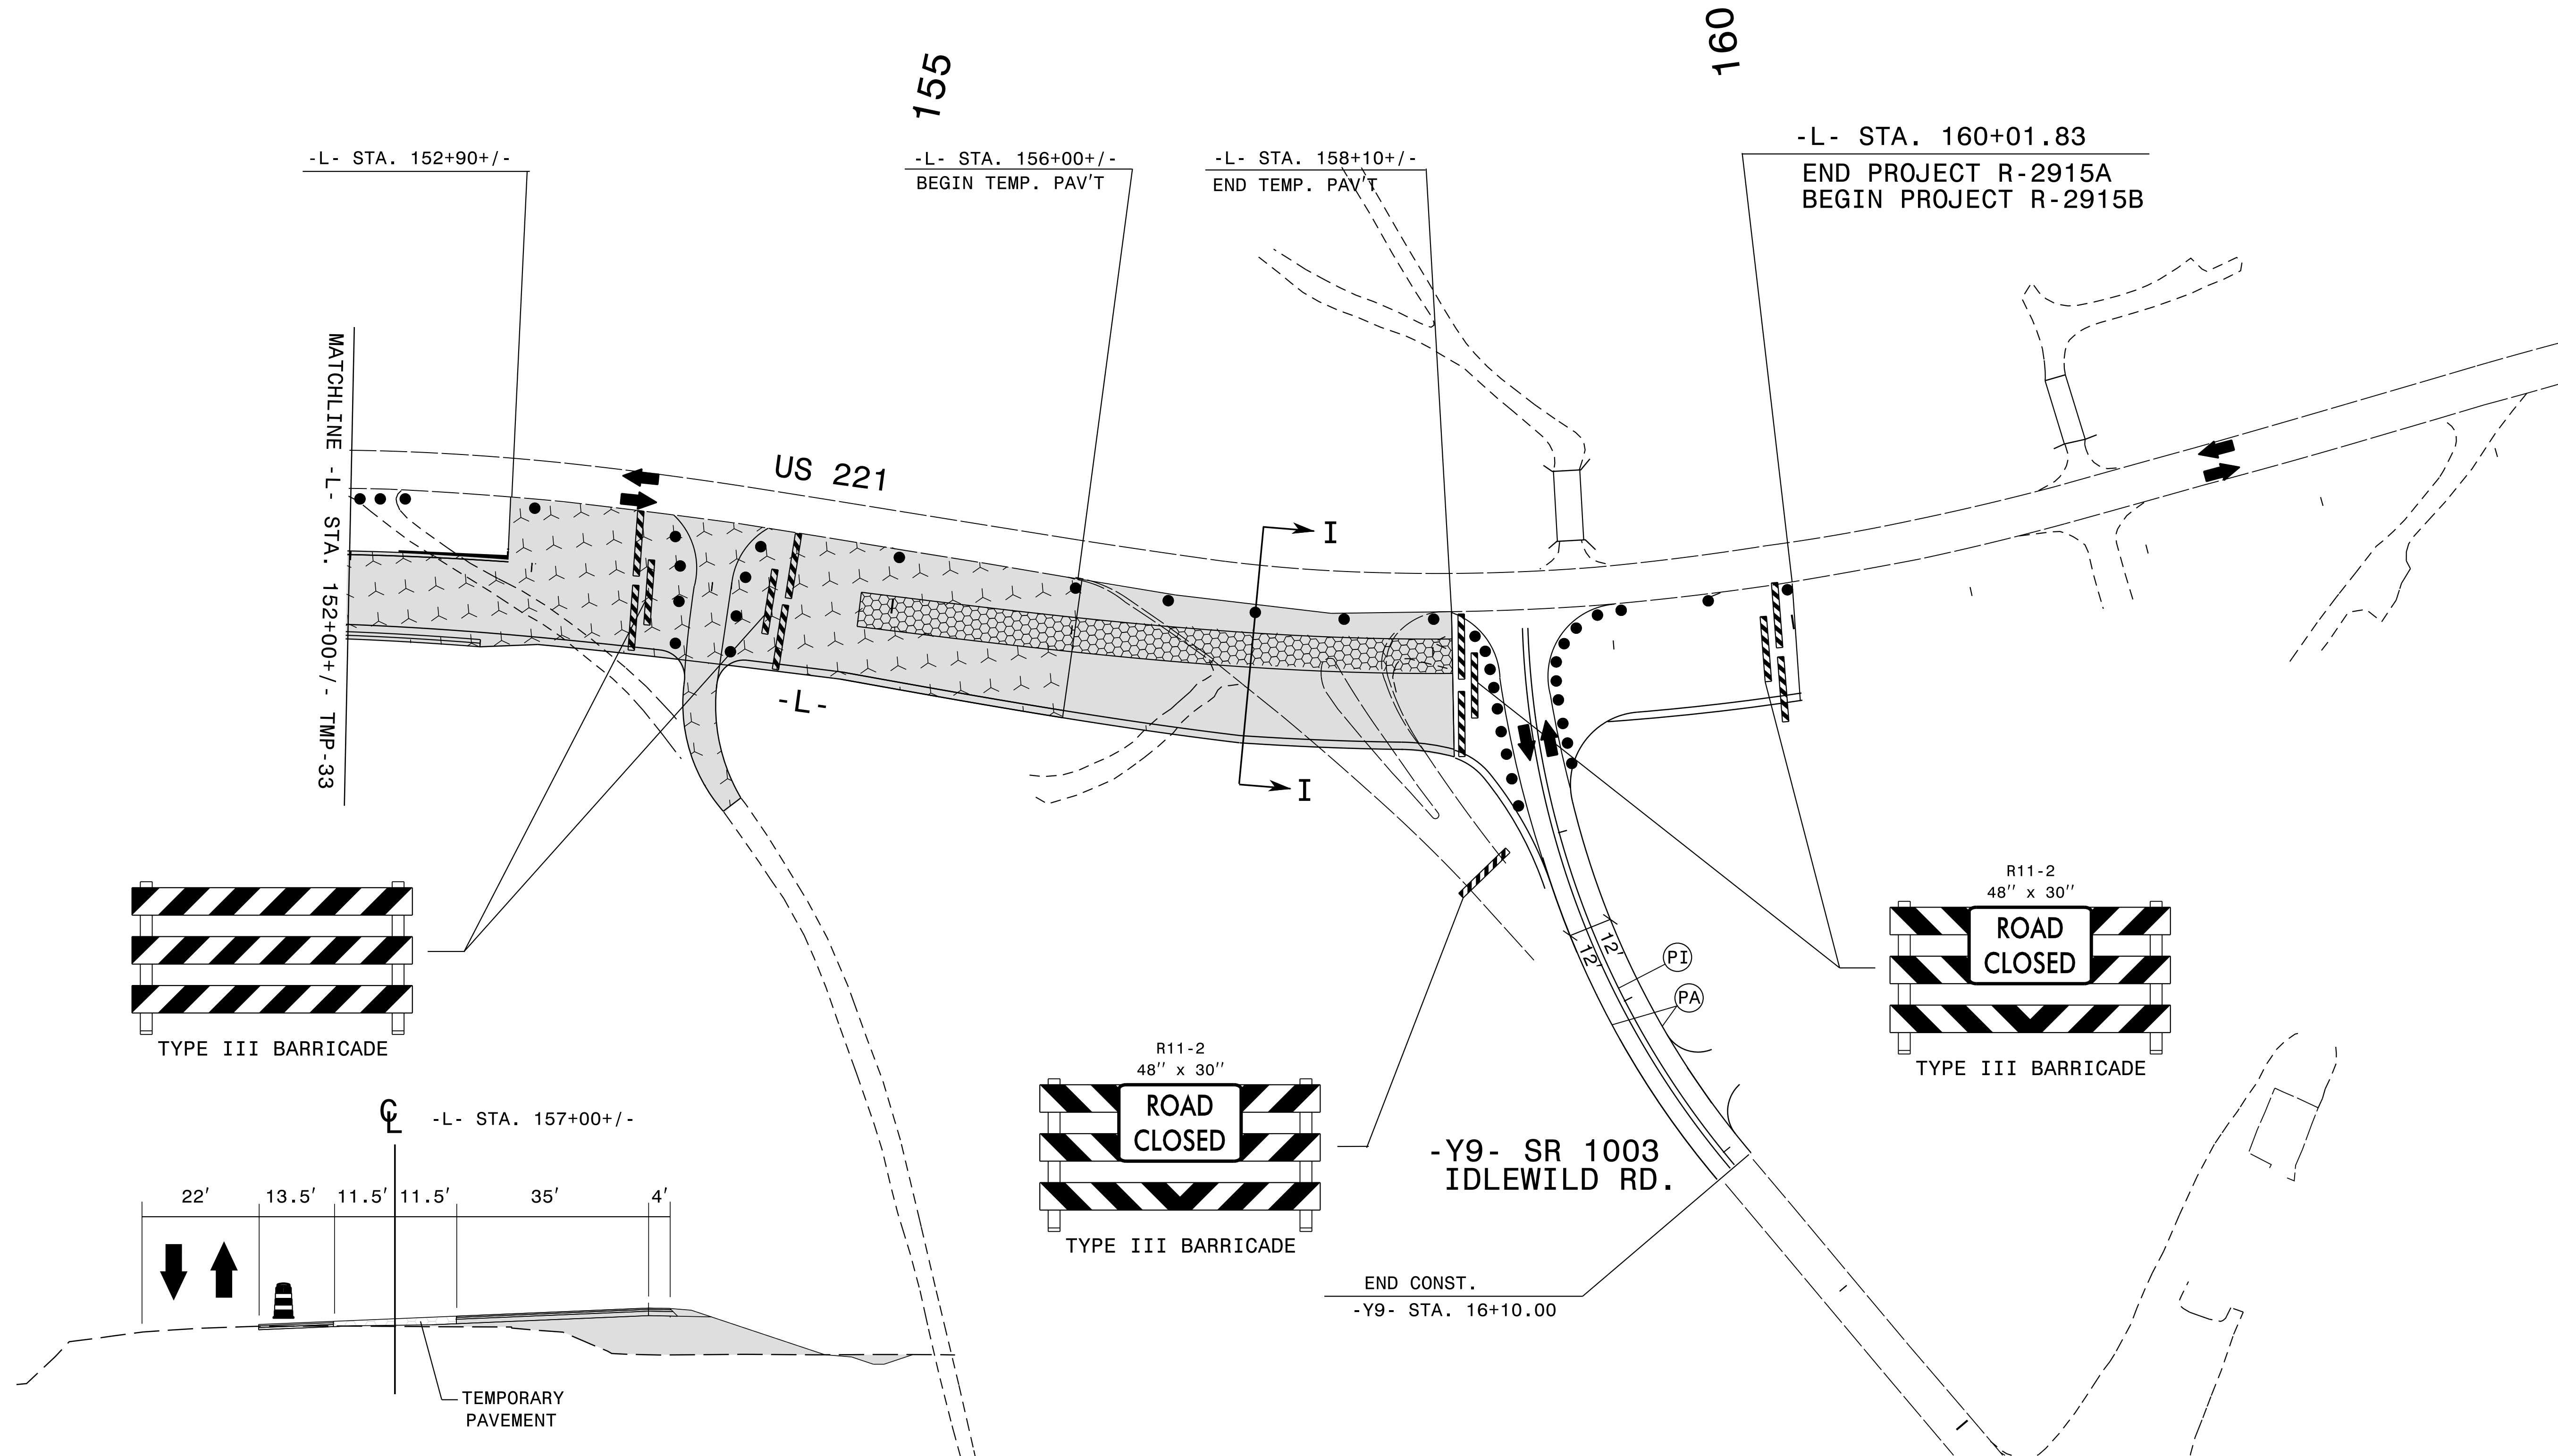 155
160
-L- STA. 152+90+/-
-L- STA. 156+00+/-
BEGIN TEMP. PAV'T
-L- STA. 158+10+/-
END TEMP. PAV'T
-L- STA. 160+01.83
END PROJECT R-2915A
BEGIN PROJECT R-2915B
MATCHLINE -L- STA. 152+00+/- TMP-33
US 221
I
I
-L-
12'
12'
PI
PA
TYPE III BARRICADE
R11-2
48'' x 30''
ROAD
CLOSED
TYPE III BARRICADE
R11-2
48'' x 30''
ROAD
CLOSED
TYPE III BARRICADE
-Y9- SR 1003
IDLEWILD RD.
END CONST.
-Y9- STA. 16+10.00
CL
-L- STA. 157+00+/-
22' 13.5' 11.5' 11.5' 35' 4'
TEMPORARY
PAVEMENT